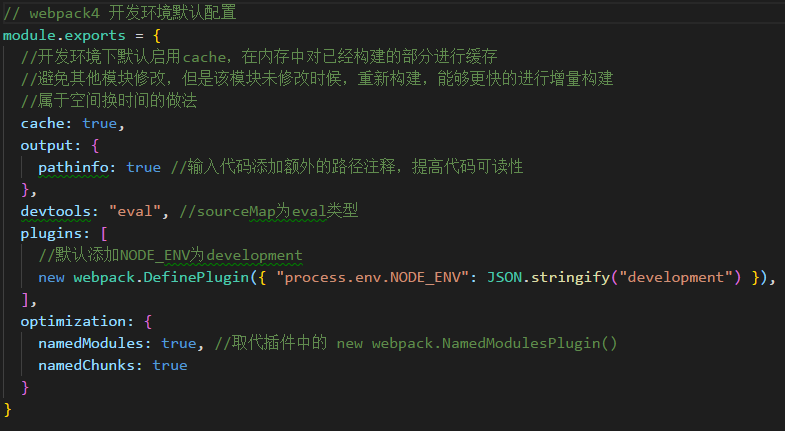 // webpack4 开发环境默认配置
module.exports = {
  //开发环境下默认启用cache，在内存中对已经构建的部分进行缓存
  //避免其他模块修改，但是该模块未修改时候，重新构建，能够更快的进行增量构建
  //属于空间换时间的做法
  cache: true,
  output: {
    pathinfo: true //输入代码添加额外的路径注释，提高代码可读性
  },
  devtools: "eval", //sourceMap为eval类型
  plugins: [
    //默认添加NODE_ENV为development
    new webpack.DefinePlugin({ "process.env.NODE_ENV": JSON.stringify("development") }),
  ],
  optimization: {
    namedModules: true, //取代插件中的 new webpack.NamedModulesPlugin()
    namedChunks: true
  }
}